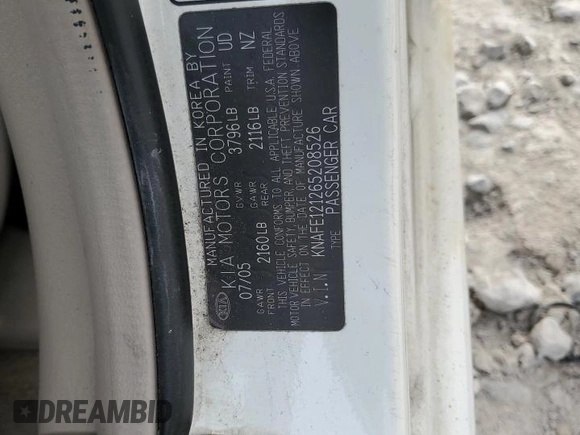 MANUFACTURED IN KOREA BY
KIA MOTORS CORPORATION
07/05 GVWR 3796LB PAINT UD
GAWR FRONT 2160LB GAWR REAR 2116LB TRIM NZ
THIS VEHICLE CONFORMS TO ALL APPLICABLE U.S.A. FEDERAL
MOTOR VEHICLE SAFETY, BUMPER, AND THEFT PREVENTION STANDARDS
IN EFFECT ON THE DATE OF MANUFACTURE SHOWN ABOVE
V.I.N KNAFE121265208526
TYPE PASSENGER CAR
KIA
DREAMBID